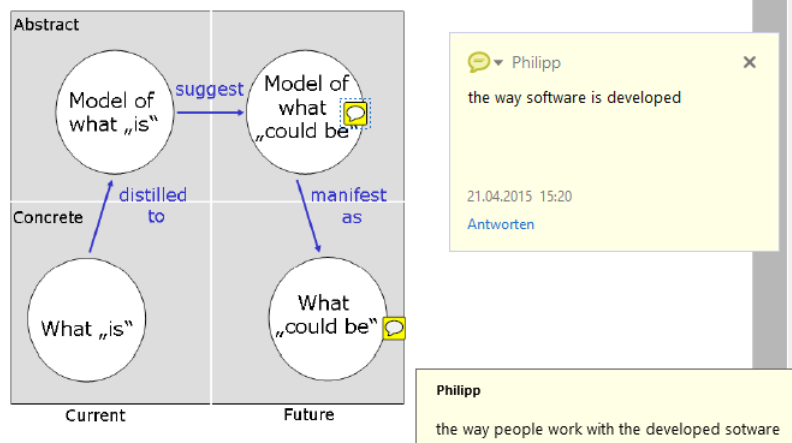 Abstract
Model of
what „is“
suggest
Model of
what
„could be“
distilled
to
manifest
as
Concrete
What „is“
What
„could be“
Current
Future
Philipp
the way software is developed
21.04.2015 15:20
Antworten
Philipp
the way people work with the developed sotware